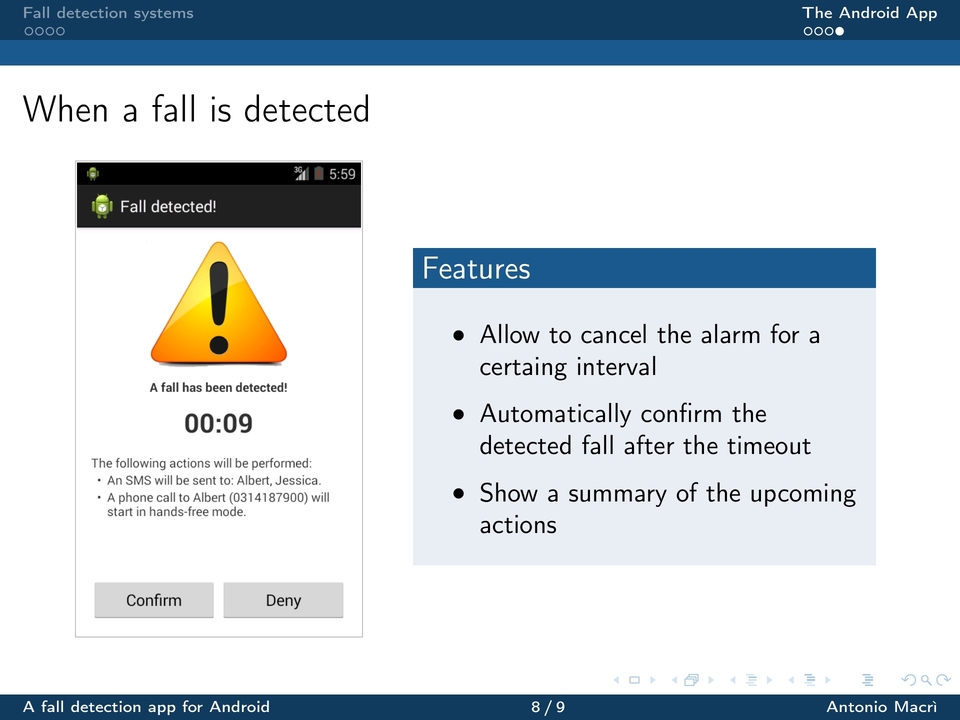 Fall detection systems
The Android App
When a fall is detected
3G 5:59
Fall detected!
A fall has been detected!
00:09
The following actions will be performed:
• An SMS will be sent to: Albert, Jessica.
• A phone call to Albert (0314187900) will
start in hands-free mode.
Confirm
Deny
Features
• Allow to cancel the alarm for a
certaing interval
• Automatically confirm the
detected fall after the timeout
• Show a summary of the upcoming
actions
A fall detection app for Android
8 / 9
Antonio Macrì